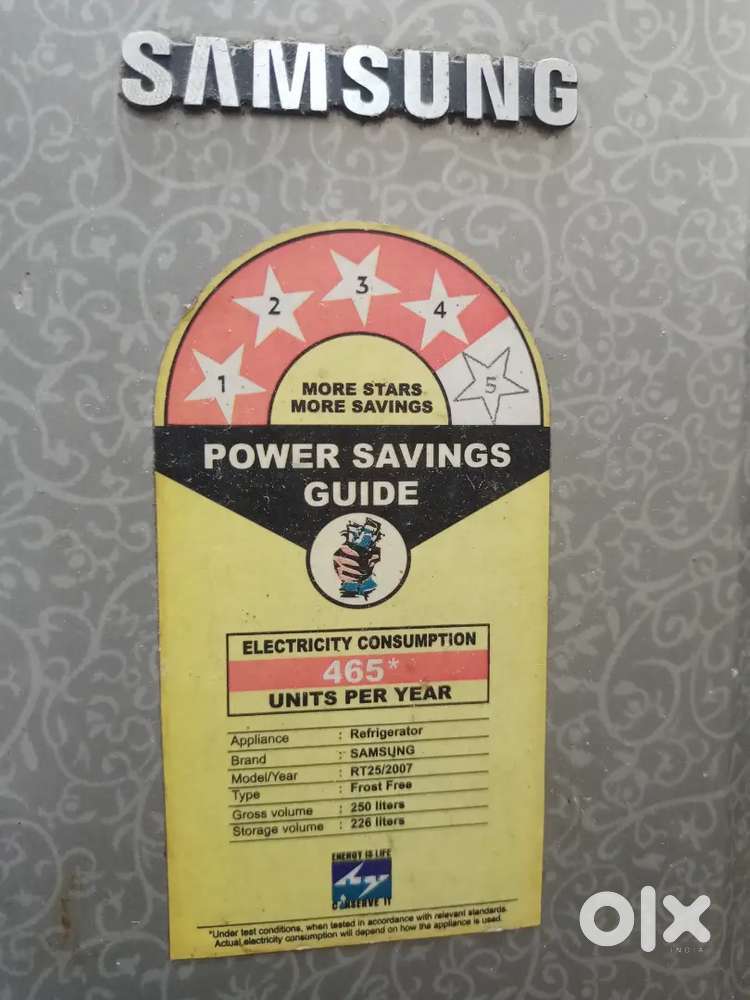 SAMSUNG
1 2 3 4 5
MORE STARS
MORE SAVINGS
POWER SAVINGS
GUIDE
ELECTRICITY CONSUMPTION
465*
UNITS PER YEAR
Appliance : Refrigerator
Brand : SAMSUNG
Model/Year : RT25/2007
Type : Frost Free
Gross volume : 250 liters
Storage volume : 226 liters
ENERGY IS LIFE
CONSERVE IT
*Under test conditions, when tested in accordance with relevant standards.
Actual electricity consumption will depend on how the appliance is used.
olx
INDIA